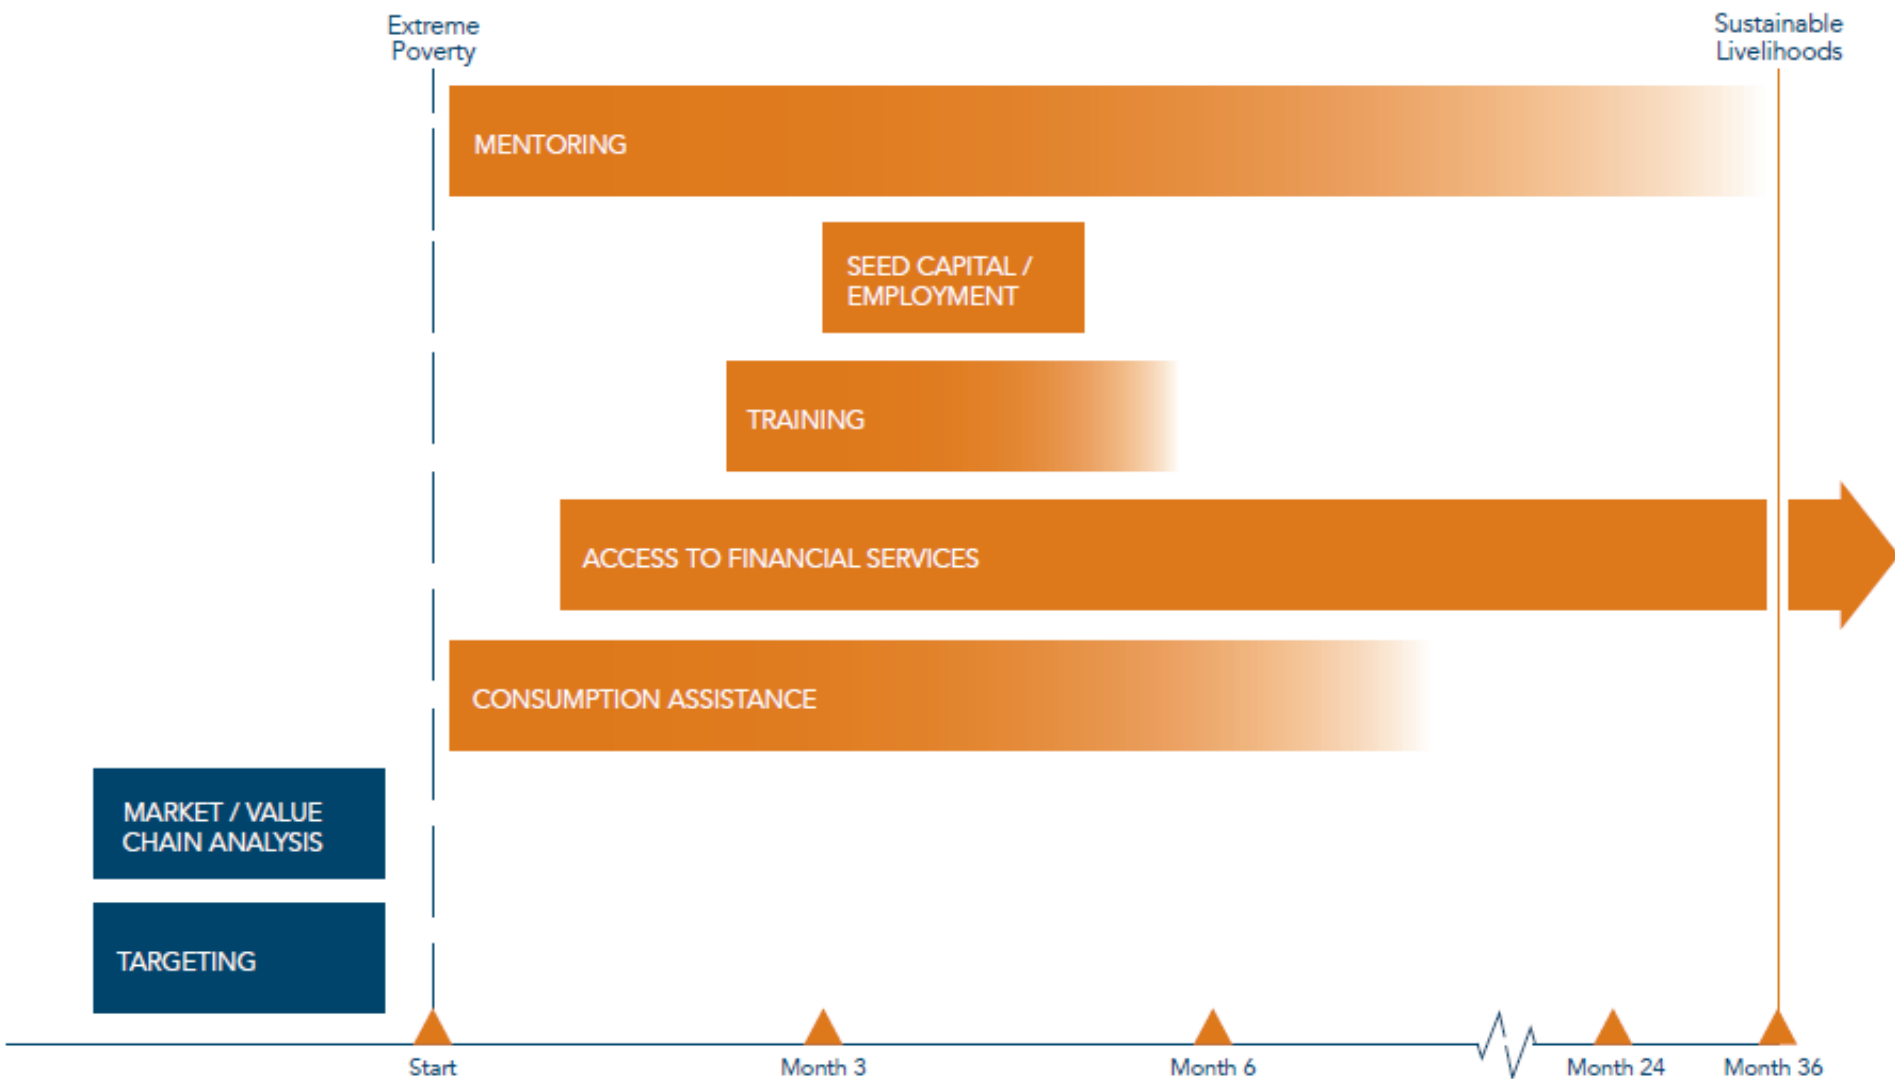 Extreme
Poverty
Sustainable
Livelihoods
MENTORING
SEED CAPITAL /
EMPLOYMENT
TRAINING
ACCESS TO FINANCIAL SERVICES
CONSUMPTION ASSISTANCE
MARKET / VALUE
CHAIN ANALYSIS
TARGETING
Start
Month 3
Month 6
Month 24
Month 36